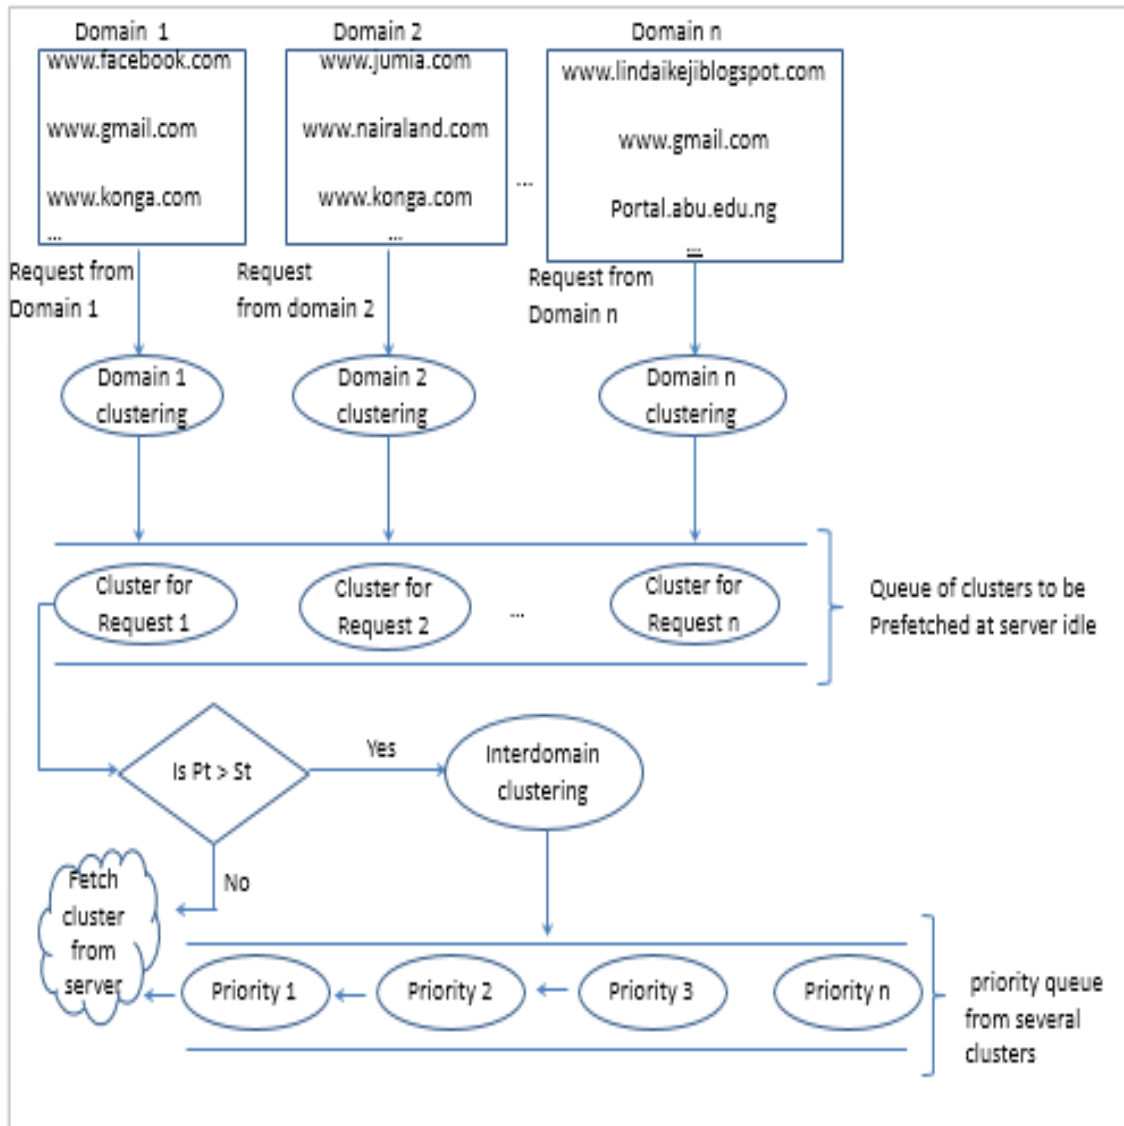 Domain 1
www.facebook.com
www.gmail.com
www.konga.com
...
Domain 2
www.jumia.com
www.nairaland.com
www.konga.com
...
...
Domain n
www.lindaikejiblogspot.com
www.gmail.com
Portal.abu.edu.ng
...
Request from
Domain 1
Request
from domain 2
Request from
Domain n
Domain 1
clustering
Domain 2
clustering
Domain n
clustering
Cluster for
Request 1
Cluster for
Request 2
...
Cluster for
Request n
Queue of clusters to be
Prefetched at server idle
Is Pt > St
Yes
Interdomain
clustering
No
Fetch
cluster
from
server
Priority 1
Priority 2
Priority 3
Priority n
priority queue
from several
clusters